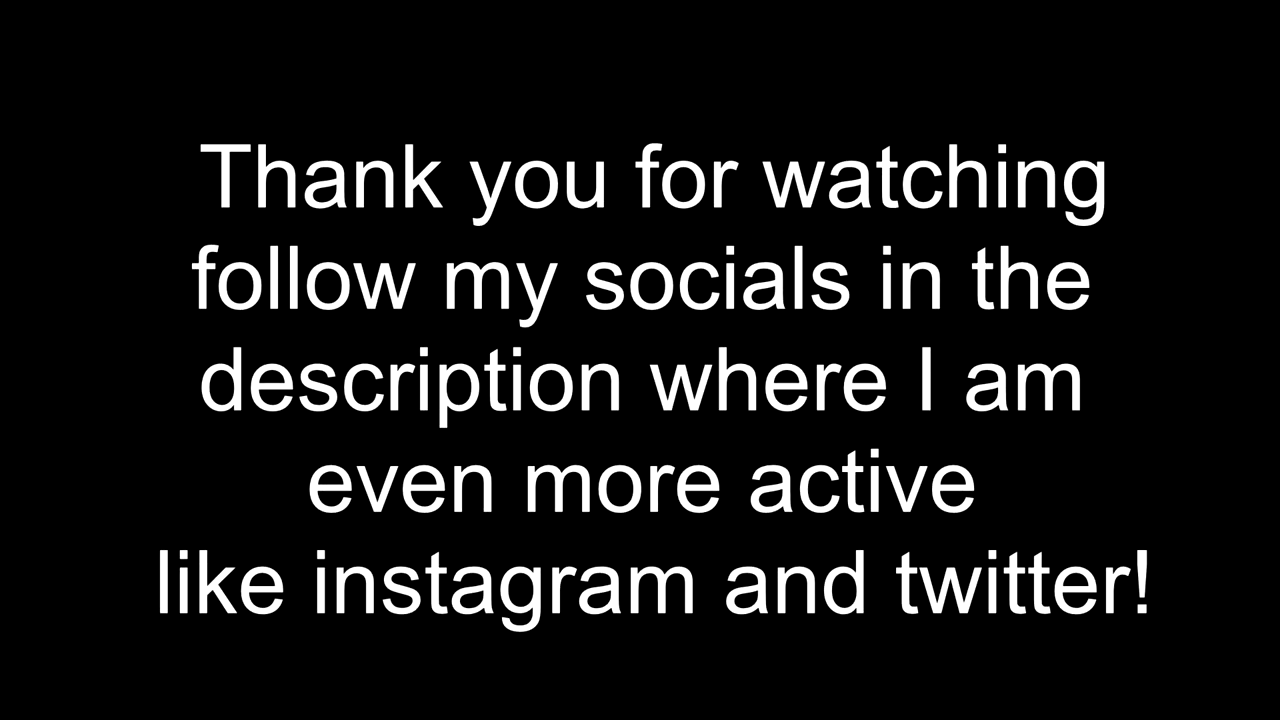 Thank you for watching
follow my socials in the
description where I am
even more active
like instagram and twitter!